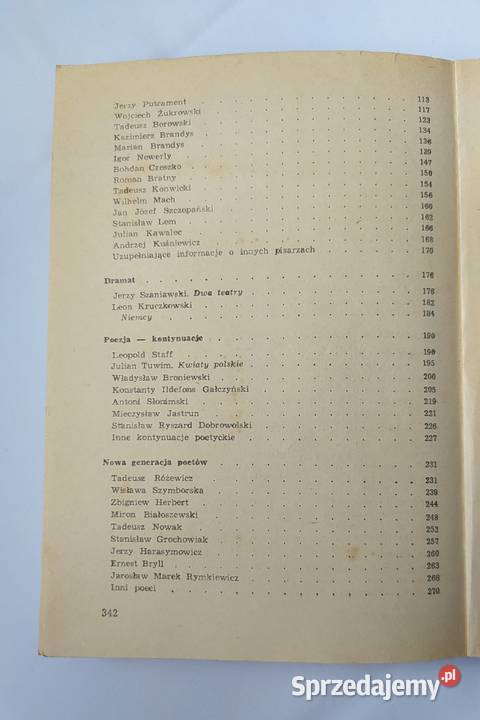 Jerzy Putrament . . . . . . . . . . . 113
Wojciech Żukrowski . . . . . . . . . . 117
Tadeusz Borowski . . . . . . . . . . . 123
Kazimierz Brandys . . . . . . . . . . . 134
Marian Brandys . . . . . . . . . . . 136
Igor Newerly . . . . . . . . . . . 139
Bohdan Czeszko . . . . . . . . . . . 147
Roman Bratny . . . . . . . . . . . 150
Tadeusz Konwicki . . . . . . . . . . . 154
Wilhelm Mach . . . . . . . . . . . 156
Jan Józef Szczepański . . . . . . . . . . 160
Stanisław Lem . . . . . . . . . . . 162
Julian Kawalec . . . . . . . . . . . 166
Andrzej Kuśniewicz . . . . . . . . . . 168
Uzupełniające informacje o innych pisarzach . . . . . 170
Dramat . . . . . . . . . . . . . 176
Jerzy Szaniawski. Dwa teatry . . . . . . . . 176
Leon Kruczkowski . . . . . . . . . . . 182
Niemcy . . . . . . . . . . . . 184
Poezja — kontynuacje . . . . . . . . . . 190
Leopold Staff . . . . . . . . . . . 190
Julian Tuwim. Kwiaty polskie . . . . . . . . 195
Władysław Broniewski . . . . . . . . . . 200
Konstanty Ildefons Gałczyński . . . . . . . . 205
Antoni Słonimski . . . . . . . . . . . 219
Mieczysław Jastrun . . . . . . . . . . 221
Stanisław Ryszard Dobrowolski . . . . . . . . 226
Inne kontynuacje poetyckie . . . . . . . . 227
Nowa generacja poetów . . . . . . . . . . 231
Tadeusz Różewicz . . . . . . . . . . . 231
Wisława Szymborska . . . . . . . . . . 239
Zbigniew Herbert . . . . . . . . . . . 244
Miron Białoszewski . . . . . . . . . . 248
Tadeusz Nowak . . . . . . . . . . . 253
Stanisław Grochowiak . . . . . . . . . . 257
Jerzy Harasymowicz . . . . . . . . . . 260
Ernest Bryll . . . . . . . . . . . 263
Jarosław Marek Rymkiewicz . . . . . . . . 268
Inni poeci . . . . . . . . . . . . 270
342
Sprzedajemy.pl